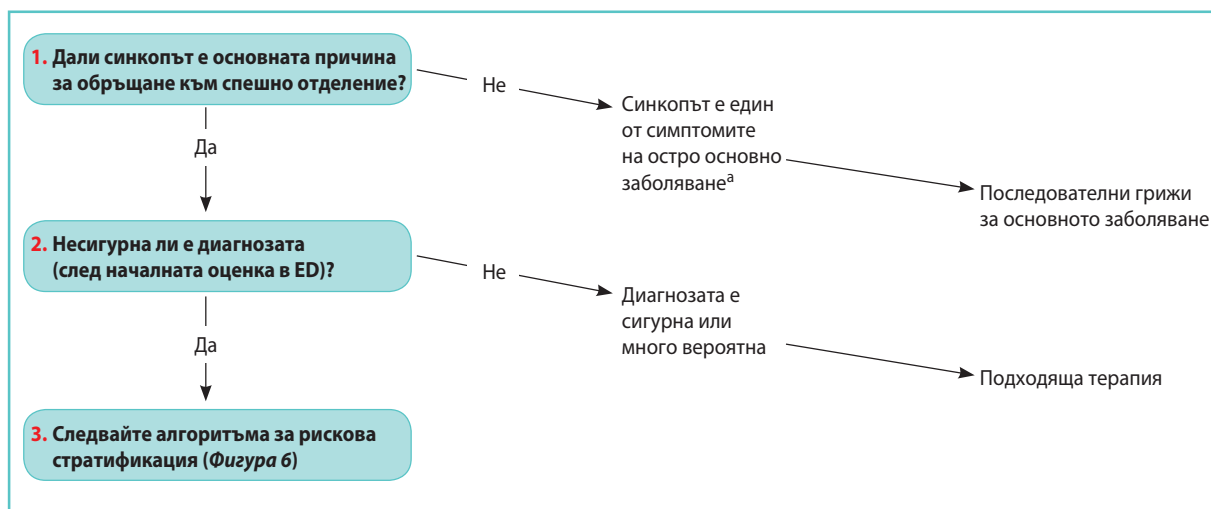 1. Дали синкопът е основната причина
за обръщане към спешно отделение?
Не
Синкопът е един
от симптомите
на остро основно
заболяванеª
Последователни грижи
за основното заболяване
Да
2. Несигурна ли е диагнозата
(след началната оценка в ED)?
Не
Диагнозата е
сигурна или
много вероятна
Подходяща терапия
Да
3. Следвайте алгоритъма за рискова
стратификация (Фигура 6)